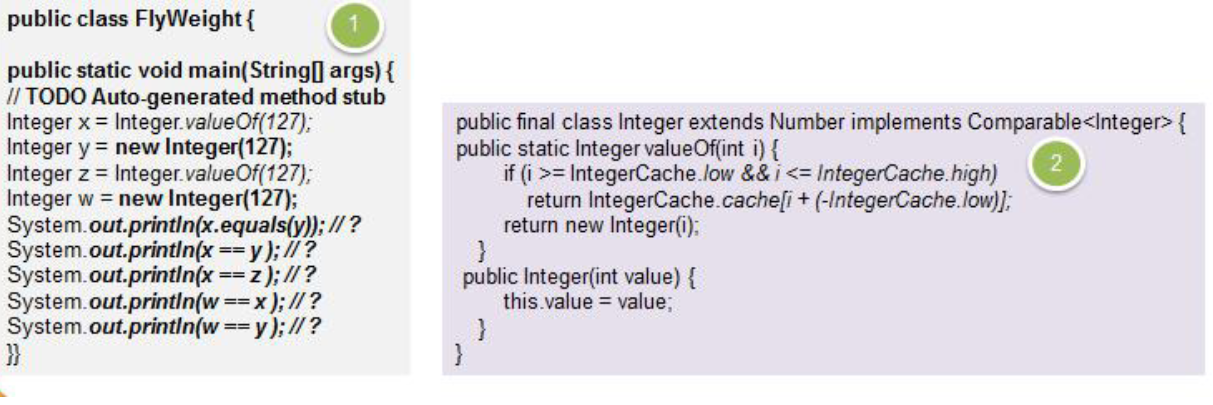 public class FlyWeight {
1
public static void main(String[] args) {
// TODO Auto-generated method stub
Integer x = Integer.valueOf(127);
Integer y = new Integer(127);
Integer z = Integer.valueOf(127);
Integer w = new Integer(127);
System.out.println(x.equals(y)); // ?
System.out.println(x == y ); // ?
System.out.println(x == z ); // ?
System.out.println(w == x ); // ?
System.out.println(w == y ); // ?
}}
public final class Integer extends Number implements Comparable<Integer> {
public static Integer valueOf(int i) {
2
if (i >= IntegerCache.low && i <= IntegerCache.high)
return IntegerCache.cache[i + (-IntegerCache.low)];
return new Integer(i);
}
public Integer(int value) {
this.value = value;
}
}